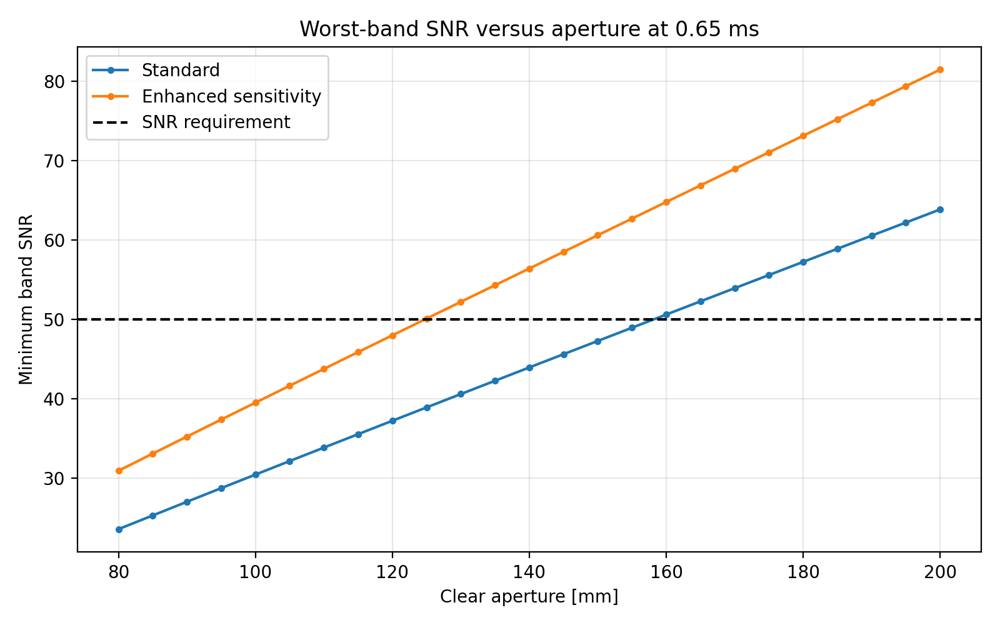 Worst-band SNR versus aperture at 0.65 ms
Standard
Enhanced sensitivity
SNR requirement
Minimum band SNR
80
70
60
50
40
30
80 100 120 140 160 180 200
Clear aperture [mm]